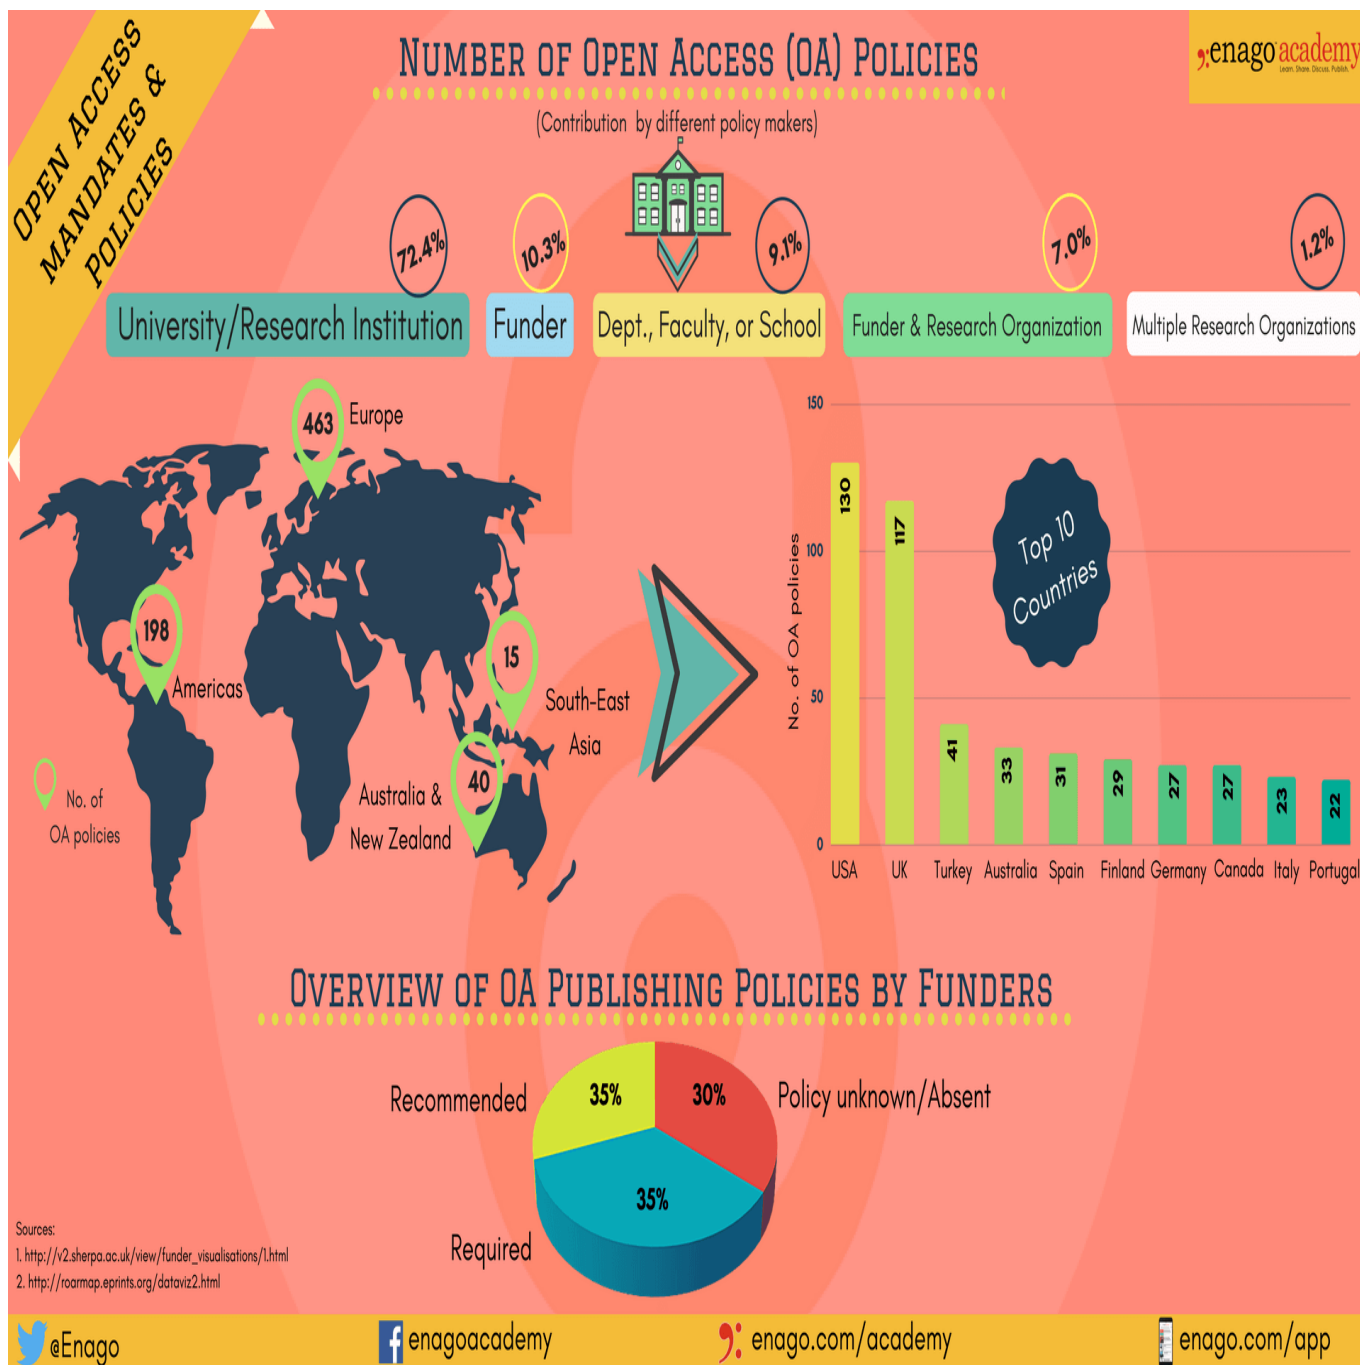 OPEN ACCESS
MANDATES &
POLICIES
NUMBER OF OPEN ACCESS (OA) POLICIES
(Contribution by different policy makers)
enago academy
Learn. Share. Discuss. Publish.
72.4%
10.3%
9.1%
7.0%
1.2%
University/Research Institution
Funder
Dept., Faculty, or School
Funder & Research Organization
Multiple Research Organizations
463
Europe
198
Americas
15
South-East
Asia
40
Australia &
New Zealand
No. of
OA policies
No. of OA policies
150
100
50
0
Top 10
Countries
130
117
41
33
31
29
27
27
23
22
USA
UK
Turkey
Australia
Spain
Finland
Germany
Canada
Italy
Portugal
OVERVIEW OF OA PUBLISHING POLICIES BY FUNDERS
Recommended
35%
30%
Policy unknown/Absent
35%
Required
Sources:
1. http://v2.sherpa.ac.uk/view/funder_visualisations/1.html
2. http://roarmap.eprints.org/dataviz2.html
@Enago
enagoacademy
enago.com/academy
enago.com/app